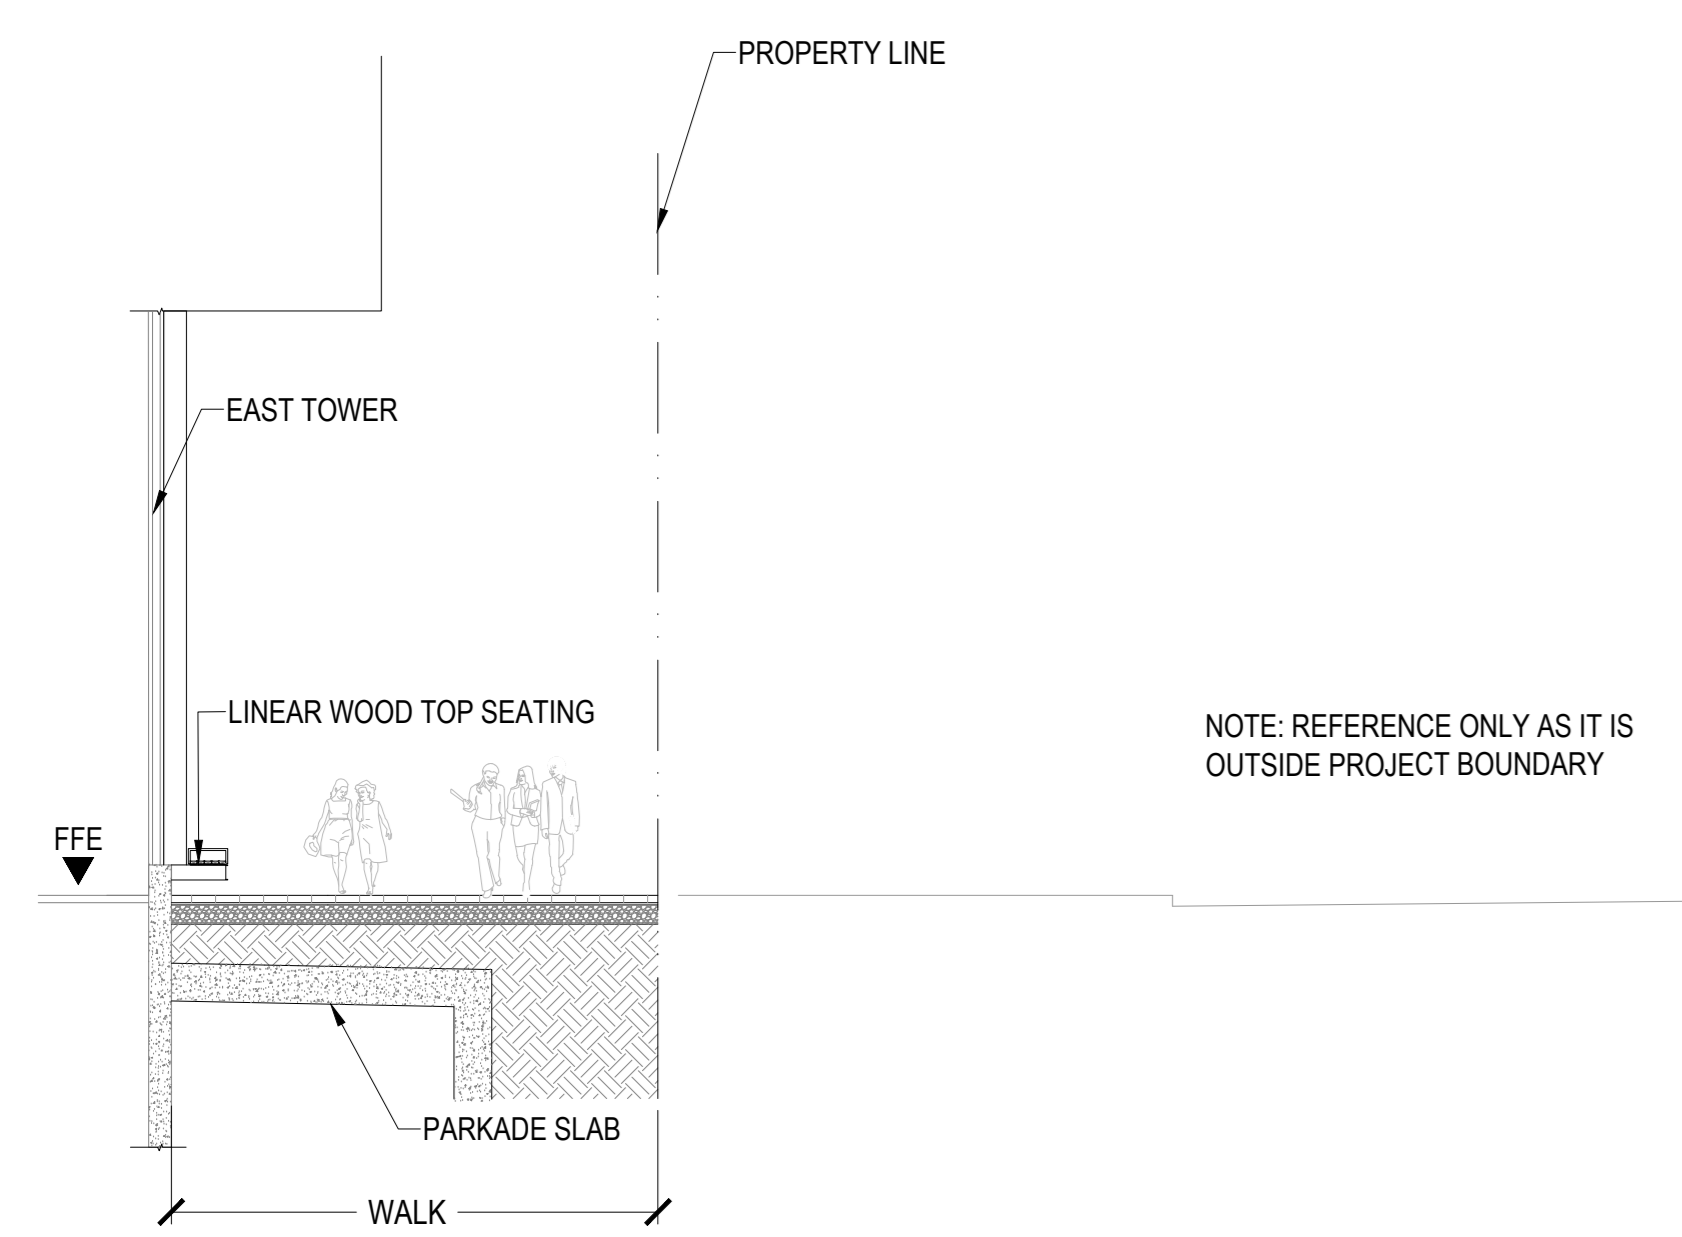 PROPERTY LINE
EAST TOWER
LINEAR WOOD TOP SEATING
NOTE: REFERENCE ONLY AS IT IS
OUTSIDE PROJECT BOUNDARY
FFE
PARKADE SLAB
WALK